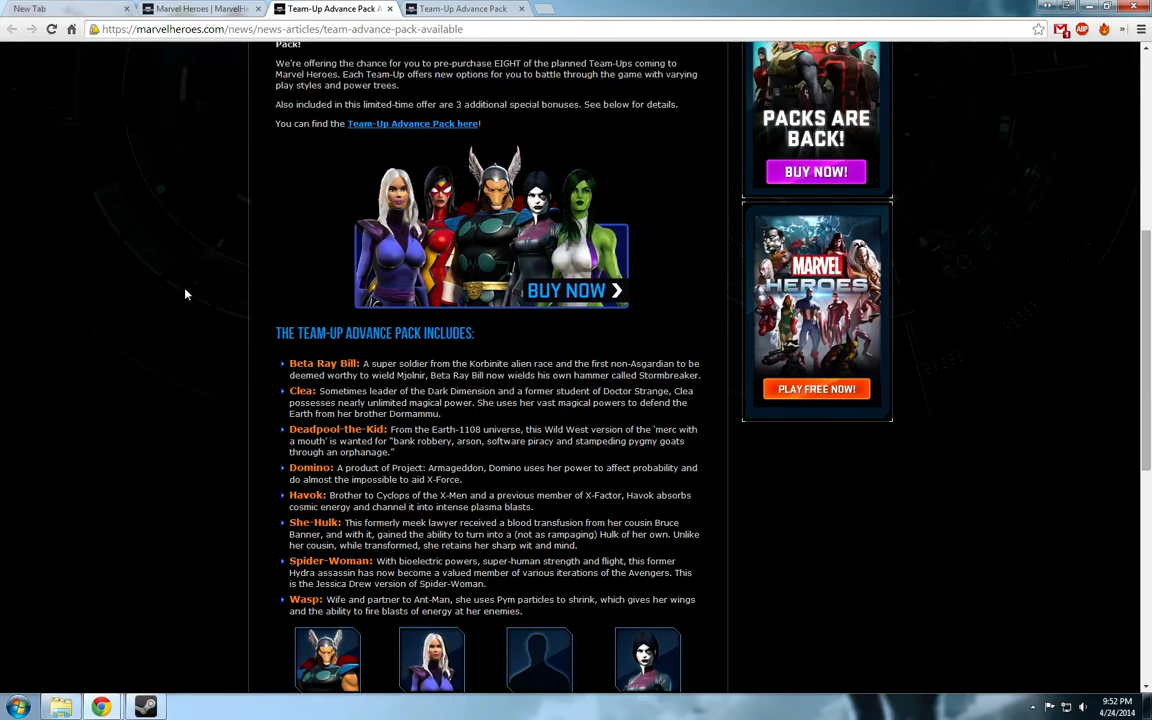 New Tab
Marvel Heroes | MarvelHe
Team-Up Advance Pack A
Team-Up Advance Pack
https://marvelheroes.com/news/news-articles/team-advance-pack-available
1
ABP
Pack!
We're offering the chance for you to pre-purchase EIGHT of the planned Team-Ups coming to
Marvel Heroes. Each Team-Up offers new options for you to battle through the game with varying
play styles and power trees.
Also included in this limited-time offer are 3 additional special bonuses. See below for details.
You can find the Team-Up Advance Pack here!
BUY NOW
THE TEAM-UP ADVANCE PACK INCLUDES:
Beta Ray Bill: A super soldier from the Korbinite alien race and the first non-Asgardian to be
deemed worthy to wield Mjolnir, Beta Ray Bill now wields his own hammer called Stormbreaker.
Clea: Sometimes leader of the Dark Dimension and a former student of Doctor Strange, Clea
possesses nearly unlimited magical power. She uses her vast magical powers to defend the
Earth from her brother Dormammu.
Deadpool-the-Kid: From the Earth-1108 universe, this Wild West version of the 'merc with
a mouth' is wanted for "bank robbery, arson, software piracy and stampeding pygmy goats
through an orphanage."
Domino: A product of Project: Armageddon, Domino uses her power to affect probability and
do almost the impossible to aid X-Force.
Havok: Brother to Cyclops of the X-Men and a previous member of X-Factor, Havok absorbs
cosmic energy and channel it into intense plasma blasts.
She-Hulk: This formerly meek lawyer received a blood transfusion from her cousin Bruce
Banner, and with it, gained the ability to turn into a (not as rampaging) Hulk of her own. Unlike
her cousin, while transformed, she retains her sharp wit and mind.
Spider-Woman: With bioelectric powers, super-human strength and flight, this former
Hydra assassin has now become a valued member of various iterations of the Avengers. This
is the Jessica Drew version of Spider-Woman.
Wasp: Wife and partner to Ant-Man, she uses Pym particles to shrink, which gives her wings
and the ability to fire blasts of energy at her enemies.
PACKS ARE
BACK!
BUY NOW!
MARVEL
HEROES
PLAY FREE NOW!
9:52 PM
4/24/2014